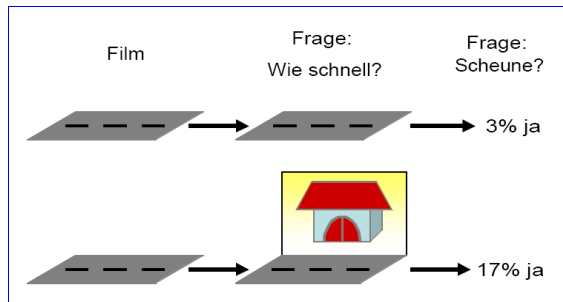 Film
Frage:
Wie schnell?
Frage:
Scheune?
3% ja
17% ja